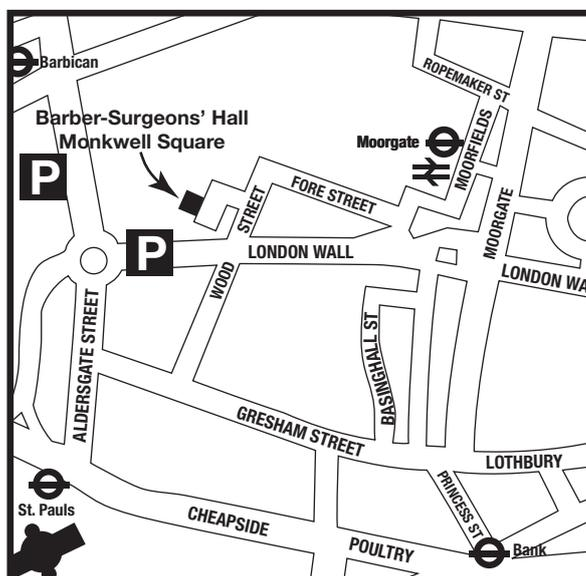 Barbican
ROPEMAKER ST
Barber-Surgeons’ Hall
Monkwell Square
Moorgate
MOORFIELDS
P
FORE STREET
WOOD STREET
MOORGATE
P
LONDON WALL
LONDON WA
ALDERSGATE STREET
BASINGHALL ST
GRESHAM STREET
LOTHBURY
St. Pauls
PRINCESS ST
CHEAPSIDE
POULTRY
Bank